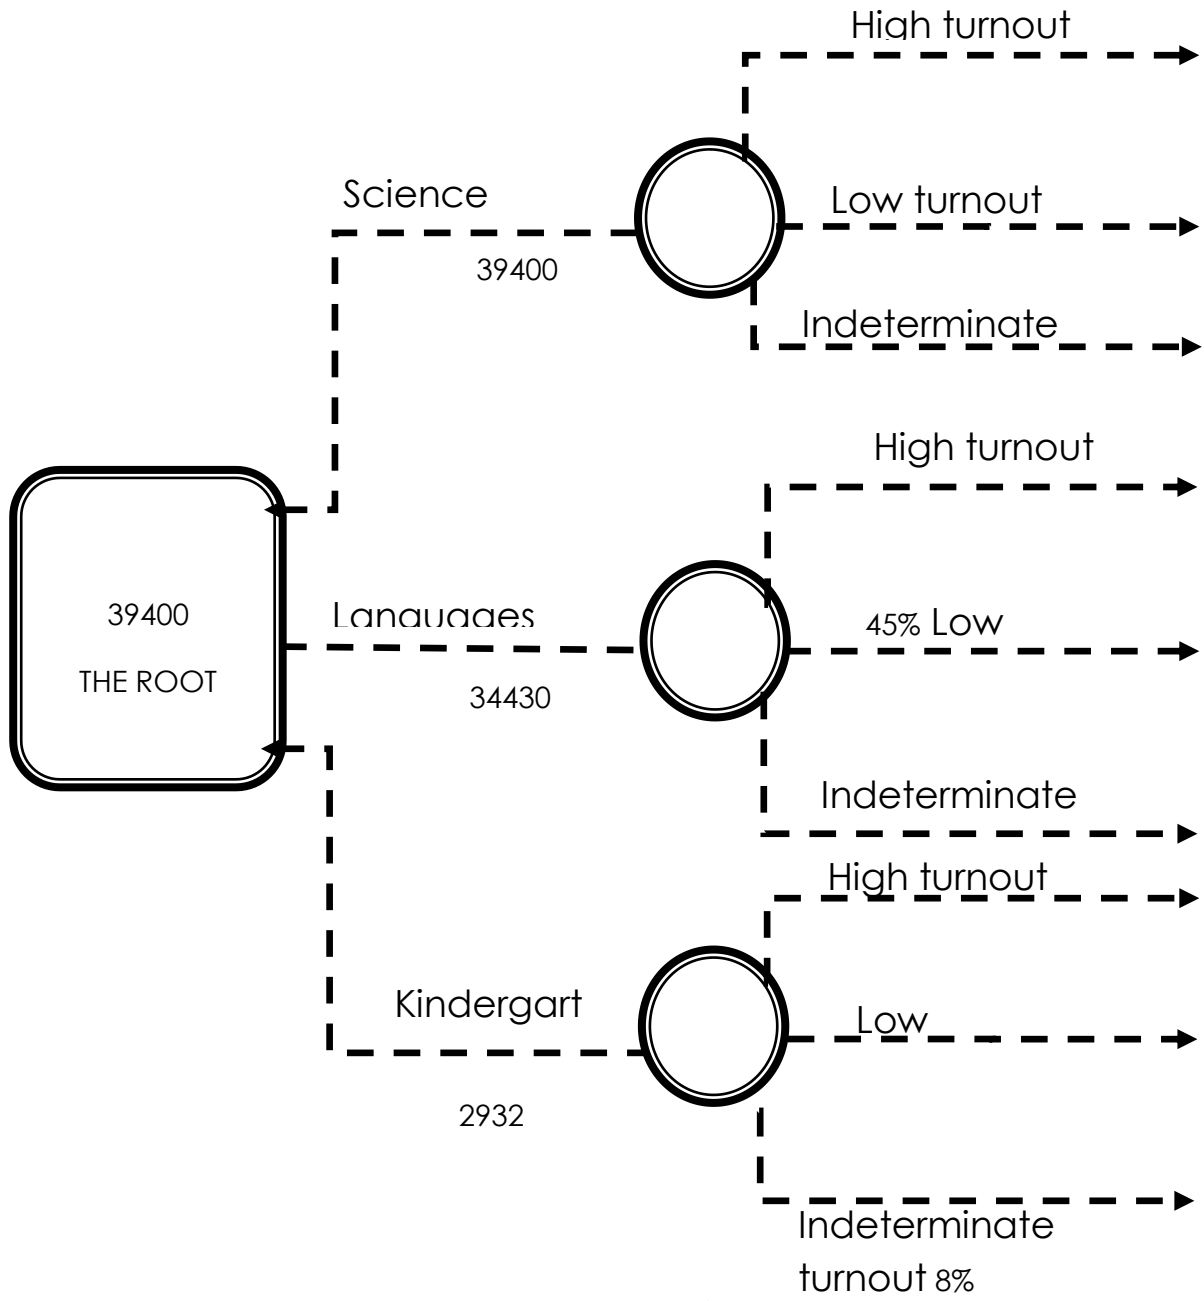 High turnout
Science
Low turnout
39400
Indeterminate
High turnout
39400
THE ROOT
Languages
45% Low
34430
Indeterminate
High turnout
Kindergart
Low
2932
Indeterminate
turnout 8%